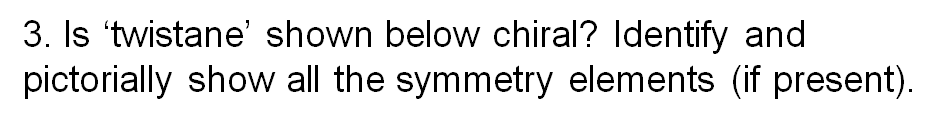 3. Is ‘twistane’ shown below chiral? Identify and
pictorially show all the symmetry elements (if present).